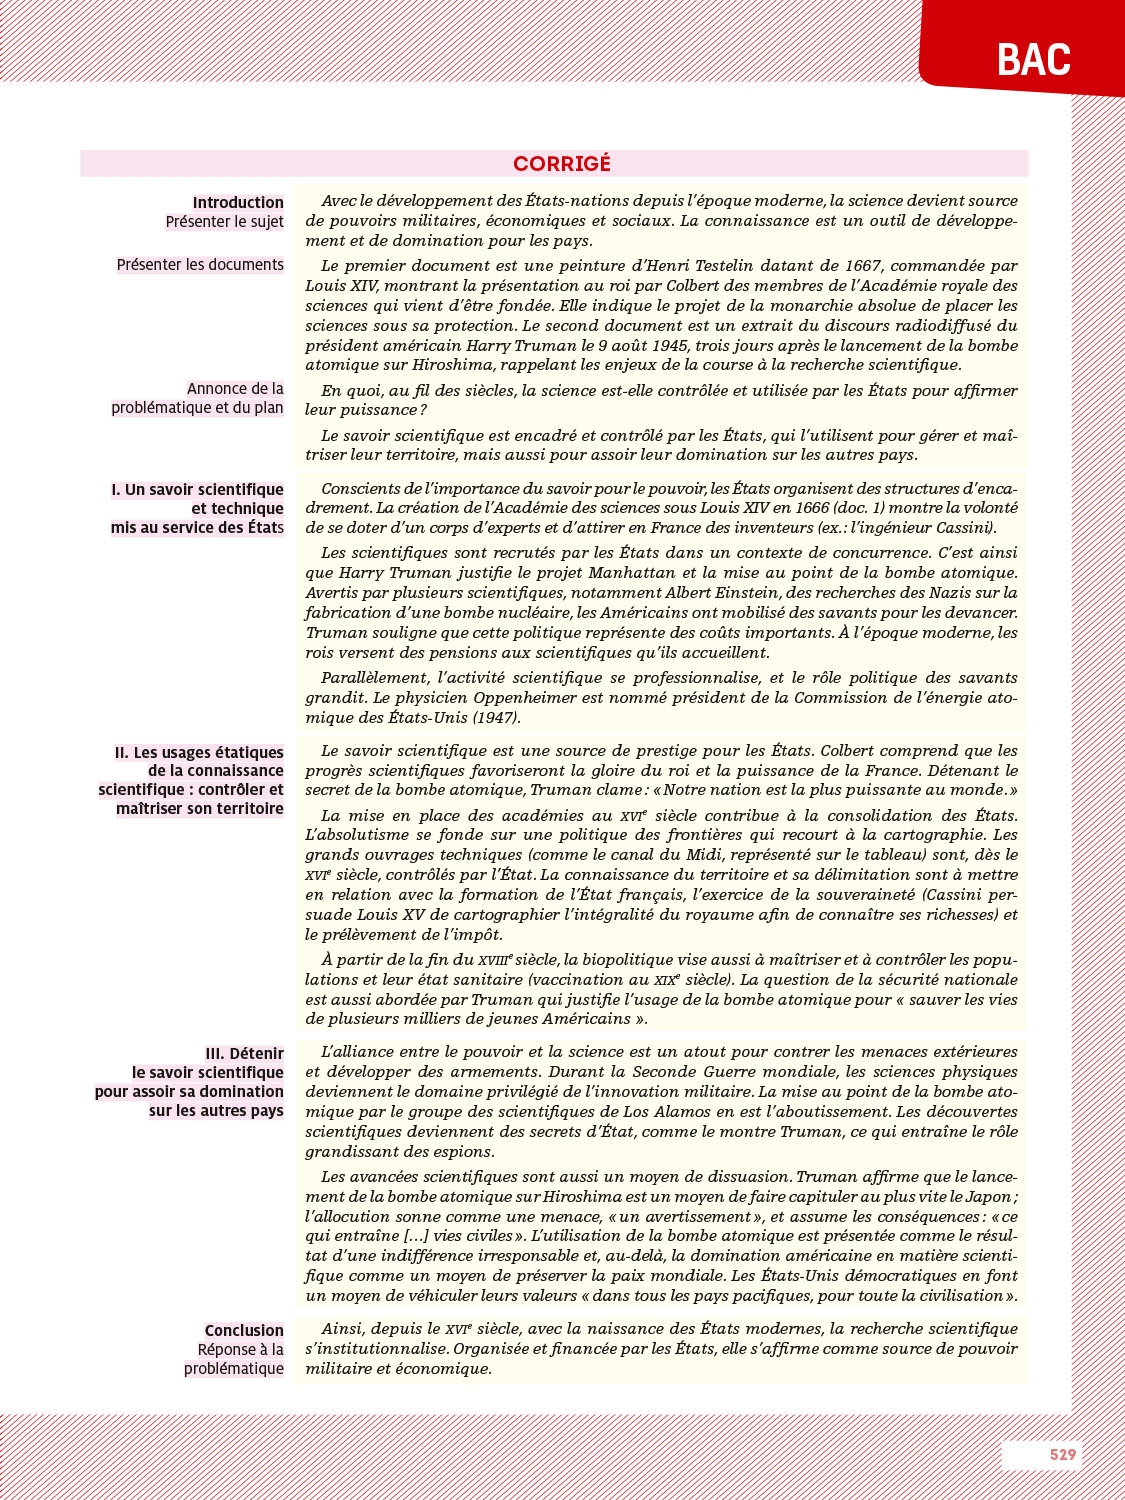 BAC
CORRIGÉ
Introduction
Présenter le sujet
Avec le développement des États-nations depuis l’époque moderne, la science devient source
de pouvoirs militaires, économiques et sociaux. La connaissance est un outil de développe-
ment et de domination pour les pays.
Présenter les documents
Le premier document est une peinture d’Henri Testelin datant de 1667, commandée par
Louis XIV, montrant la présentation au roi par Colbert des membres de l’Académie royale des
sciences qui vient d’être fondée. Elle indique le projet de la monarchie absolue de placer les
sciences sous sa protection. Le second document est un extrait du discours radiodiffusé du
président américain Harry Truman le 9 août 1945, trois jours après le lancement de la bombe
atomique sur Hiroshima, rappelant les enjeux de la course à la recherche scientifique.
Annonce de la
problématique et du plan
En quoi, au fil des siècles, la science est-elle contrôlée et utilisée par les États pour affirmer
leur puissance ?
Le savoir scientifique est encadré et contrôlé par les États, qui l’utilisent pour gérer et maî-
triser leur territoire, mais aussi pour assoir leur domination sur les autres pays.
I. Un savoir scientifique
et technique
mis au service des États
Conscients de l’importance du savoir pour le pouvoir, les États organisent des structures d’enca-
drement. La création de l’Académie des sciences sous Louis XIV en 1666 (doc. 1) montre la volonté
de se doter d’un corps d’experts et d’attirer en France des inventeurs (ex. : l’ingénieur Cassini).
Les scientifiques sont recrutés par les États dans un contexte de concurrence. C’est ainsi
que Harry Truman justifie le projet Manhattan et la mise au point de la bombe atomique.
Avertis par plusieurs scientifiques, notamment Albert Einstein, des recherches des Nazis sur la
fabrication d’une bombe nucléaire, les Américains ont mobilisé des savants pour les devancer.
Truman souligne que cette politique représente des coûts importants. À l’époque moderne, les
rois versent des pensions aux scientifiques qu’ils accueillent.
Parallèlement, l’activité scientifique se professionnalise, et le rôle politique des savants
grandit. Le physicien Oppenheimer est nommé président de la Commission de l’énergie ato-
mique des États-Unis (1947).
II. Les usages étatiques
de la connaissance
scientifique : contrôler et
maîtriser son territoire
Le savoir scientifique est une source de prestige pour les États. Colbert comprend que les
progrès scientifiques favoriseront la gloire du roi et la puissance de la France. Détenant le
secret de la bombe atomique, Truman clame : « Notre nation est la plus puissante au monde. »
La mise en place des académies au XVIe siècle contribue à la consolidation des États.
L’absolutisme se fonde sur une politique des frontières qui recourt à la cartographie. Les
grands ouvrages techniques (comme le canal du Midi, représenté sur le tableau) sont, dès le
XVIe siècle, contrôlés par l’État. La connaissance du territoire et sa délimitation sont à mettre
en relation avec la formation de l’État français, l’exercice de la souveraineté (Cassini per-
suade Louis XV de cartographier l’intégralité du royaume afin de connaître ses richesses) et
le prélèvement de l’impôt.
À partir de la fin du XVIIIe siècle, la biopolitique vise aussi à maîtriser et à contrôler les popu-
lations et leur état sanitaire (vaccination au XIXe siècle). La question de la sécurité nationale
est aussi abordée par Truman qui justifie l’usage de la bombe atomique pour « sauver les vies
de plusieurs milliers de jeunes Américains ».
III. Détenir
le savoir scientifique
pour assoir sa domination
sur les autres pays
L’alliance entre le pouvoir et la science est un atout pour contrer les menaces extérieures
et développer des armements. Durant la Seconde Guerre mondiale, les sciences physiques
deviennent le domaine privilégié de l’innovation militaire. La mise au point de la bombe ato-
mique par le groupe des scientifiques de Los Alamos en est l’aboutissement. Les découvertes
scientifiques deviennent des secrets d’État, comme le montre Truman, ce qui entraîne le rôle
grandissant des espions.
Les avancées scientifiques sont aussi un moyen de dissuasion. Truman affirme que le lance-
ment de la bombe atomique sur Hiroshima est un moyen de faire capituler au plus vite le Japon ;
l’allocution sonne comme une menace, « un avertissement », et assume les conséquences : « ce
qui entraîne [...] vies civiles ». L’utilisation de la bombe atomique est présentée comme le résul-
tat d’une indifférence irresponsable et, au-delà, la domination américaine en matière scienti-
fique comme un moyen de préserver la paix mondiale. Les États-Unis démocratiques en font
un moyen de véhiculer leurs valeurs « dans tous les pays pacifiques, pour toute la civilisation ».
Conclusion
Réponse à la
problématique
Ainsi, depuis le XVIe siècle, avec la naissance des États modernes, la recherche scientifique
s’institutionnalise. Organisée et financée par les États, elle s’affirme comme source de pouvoir
militaire et économique.
529